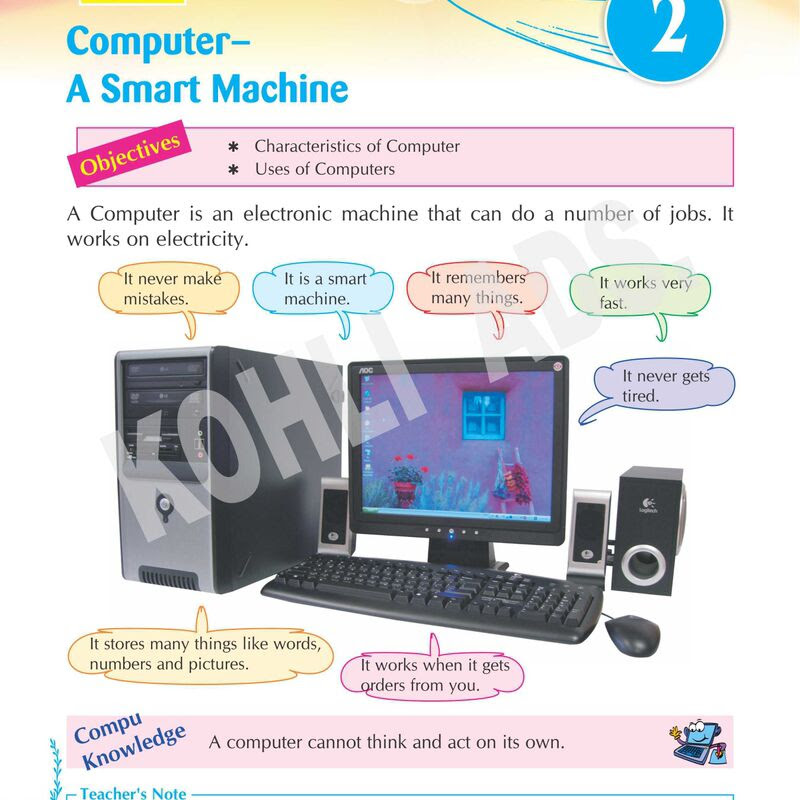 2
Computer–
A Smart Machine
Objectives
* Characteristics of Computer
* Uses of Computers
A Computer is an electronic machine that can do a number of jobs. It
works on electricity.
It never make
mistakes.
It is a smart
machine.
It remembers
many things.
It works very
fast.
It never gets
tired.
AOC
Logitech
KOHLI ADS.
It stores many things like words,
numbers and pictures.
It works when it gets
orders from you.
Compu
Knowledge
A computer cannot think and act on its own.
Teacher's Note